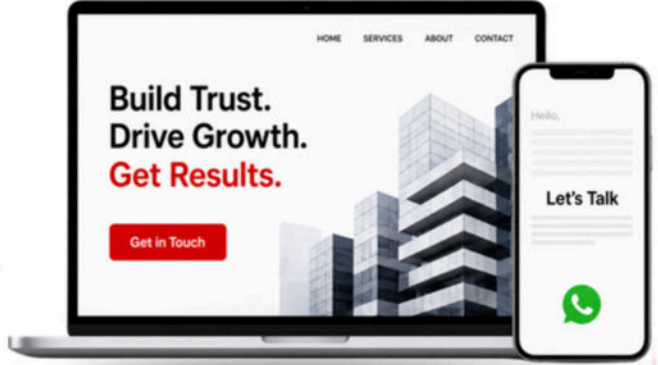 HOME SERVICES ABOUT CONTACT
Build Trust.
Drive Growth.
Get Results.
Get in Touch
Hello,
Let's Talk